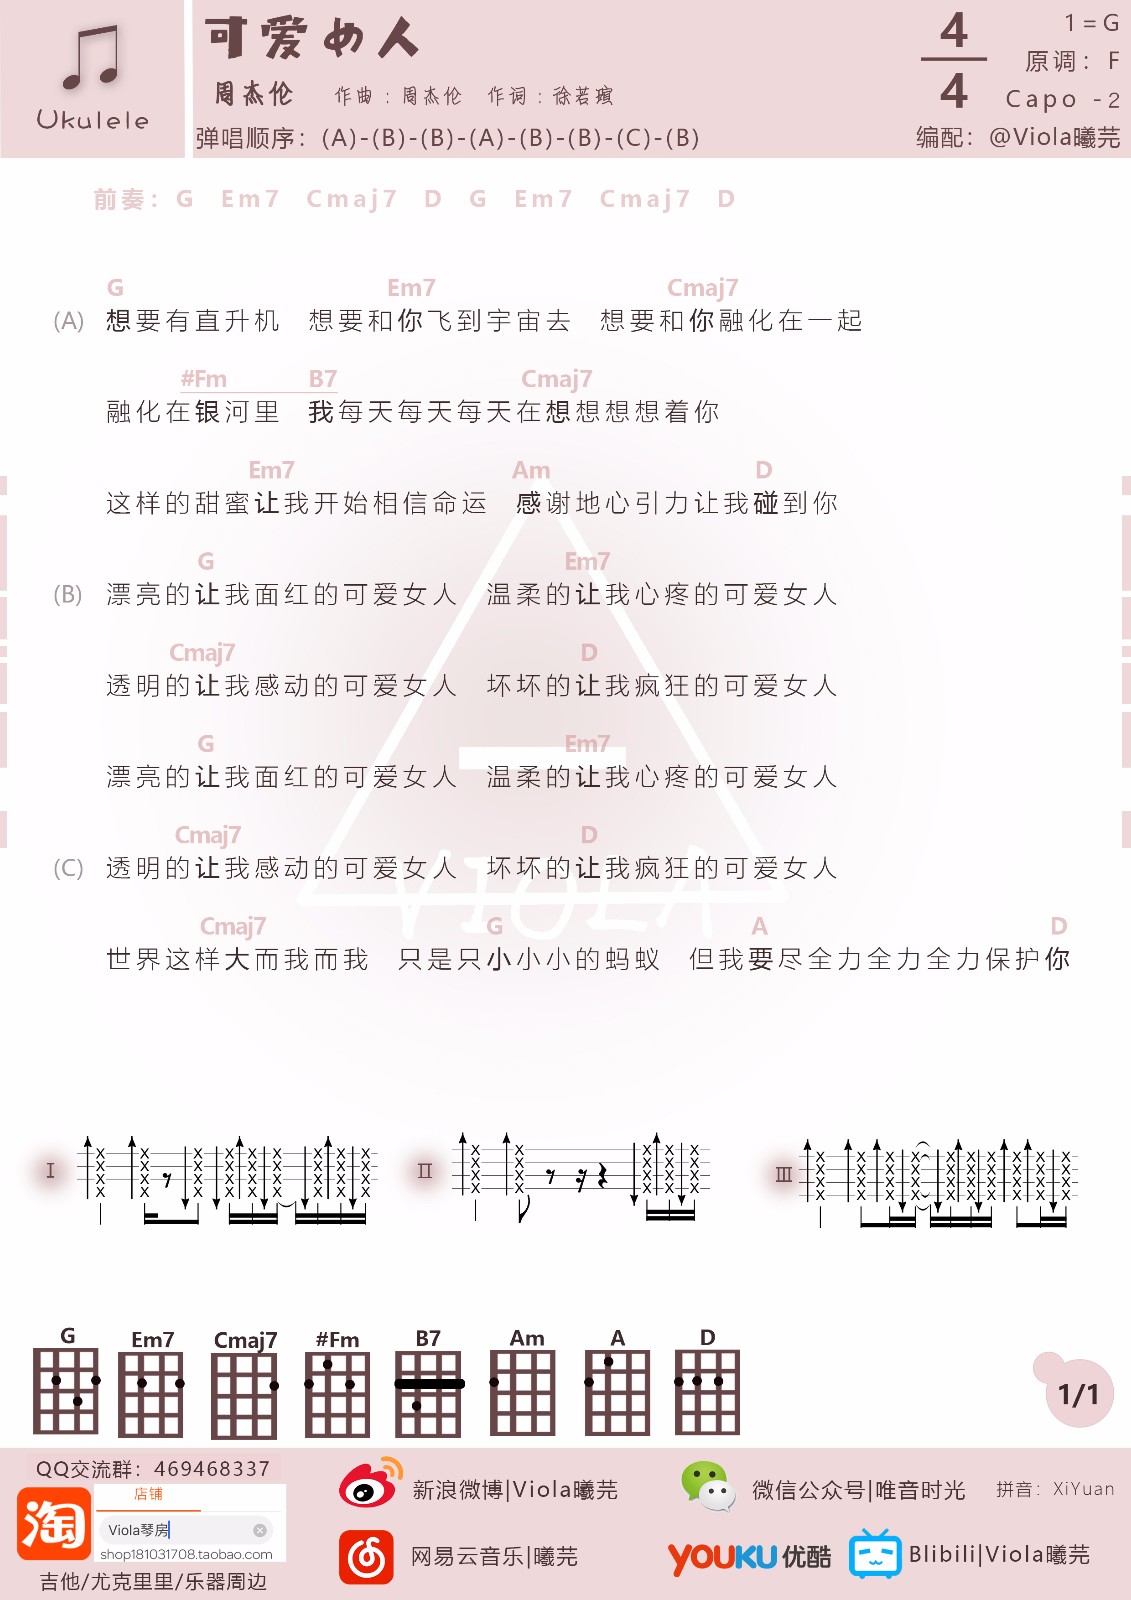 Ukulele
可爱女人
周杰伦 作曲：周杰伦 作词：徐若瑄
弹唱顺序：(A)-(B)-(B)-(A)-(B)-(B)-(C)-(B)
4
4
1=G
原调：F
Capo -2
编配：@Viola曦芫
前奏：G Em7 Cmaj7 D G Em7 Cmaj7 D
G Em7 Cmaj7
(A) 想要有直升机 想要和你飞到宇宙去 想要和你融化在一起
#Fm B7 Cmaj7
融化在银河里 我每天每天每天在想想想想着你
Em7 Am D
这样的甜蜜让我开始相信命运 感谢地心引力让我碰到你
G Em7
(B) 漂亮的让我面红的可爱女人 温柔的让我心疼的可爱女人
Cmaj7 D
透明的让我感动的可爱女人 坏坏的让我疯狂的可爱女人
G Em7
漂亮的让我面红的可爱女人 温柔的让我心疼的可爱女人
Cmaj7 D
(C) 透明的让我感动的可爱女人 坏坏的让我疯狂的可爱女人
Cmaj7 G A D
世界这样大而我而我 只是只小小小的蚂蚁 但我要尽全力全力全力保护你
VIOLA
I II III
G Em7 Cmaj7 #Fm B7 Am A D
1/1
QQ交流群：469468337
淘
店铺
Viola琴房
shop181031708.taobao.com
吉他/尤克里里/乐器周边
新浪微博|Viola曦芫
微信公众号|唯音时光 拼音：XiYuan
网易云音乐|曦芫
YOUKU 优酷
Blibili|Viola曦芫